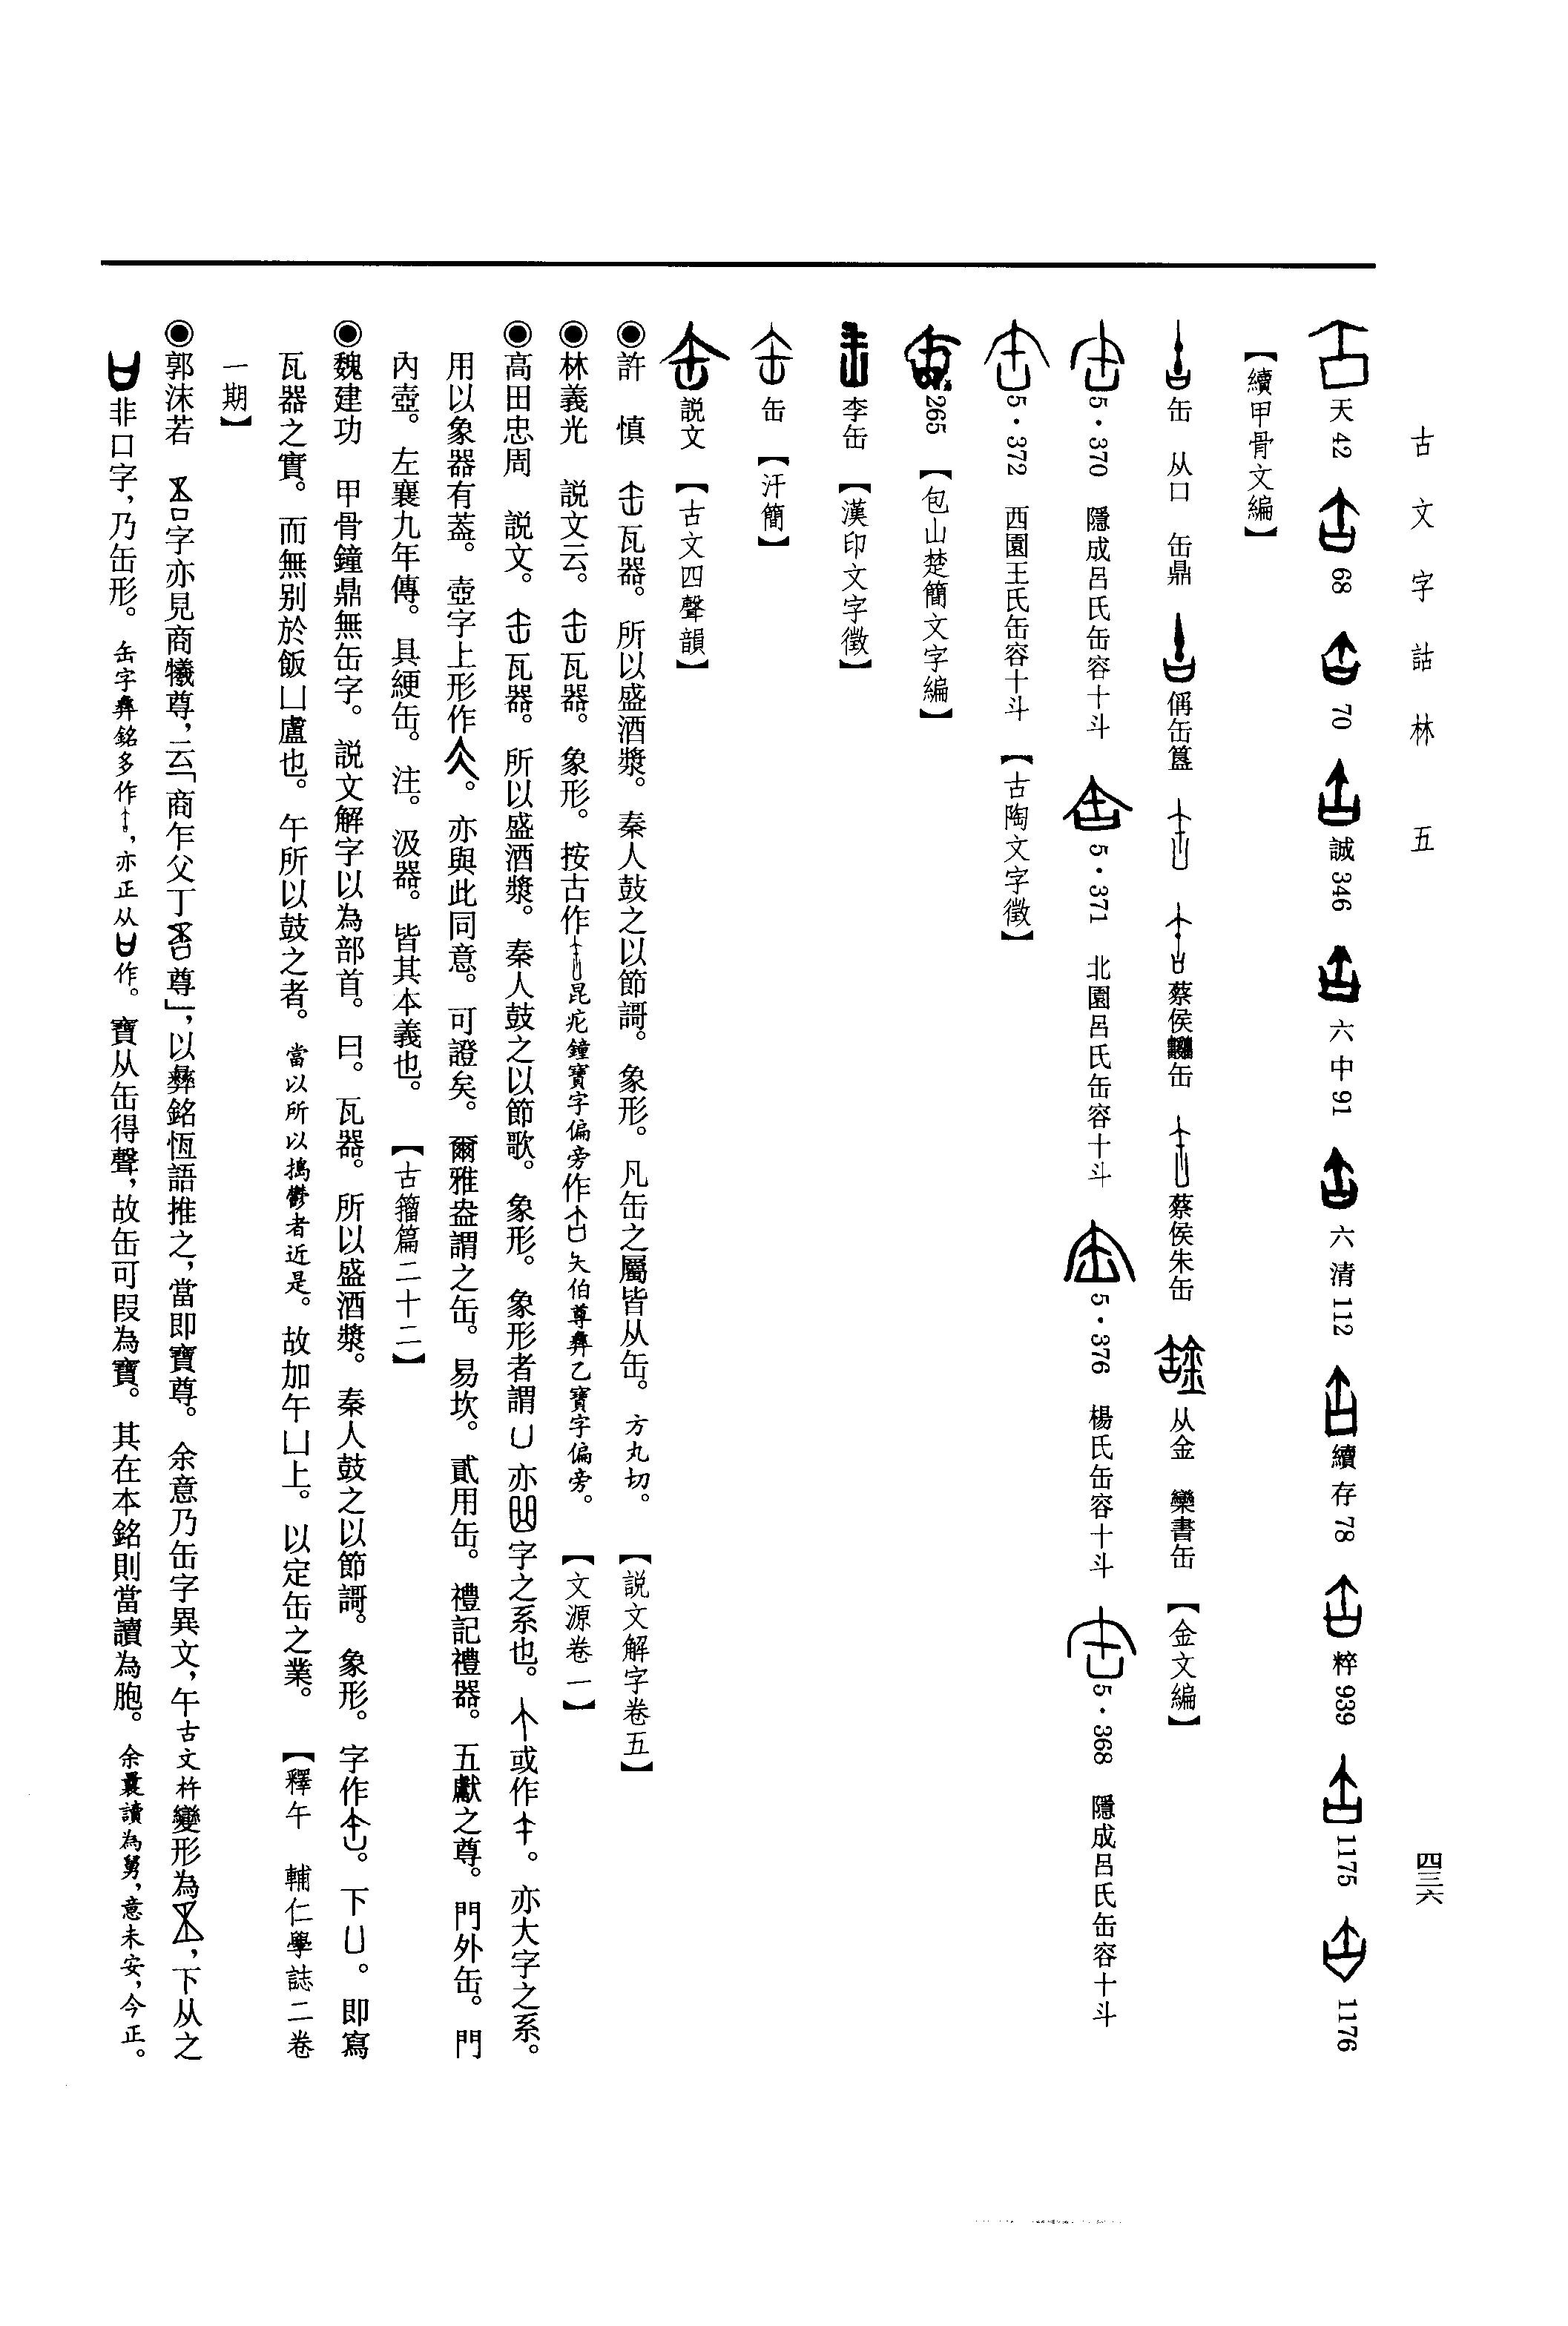 古文字詁林　五
四三六
天42　68　70　誠346　六中91　六清112　續存78　粹939　1175　1176
【續甲骨文編】
缶　从口　缶鼎　偁缶簋　蔡侯缶　蔡侯朱缶　从金　欒書缶　【金文編】
5·370　隱成呂氏缶容十斗　5·371　北園呂氏缶容十斗　5·376　楊氏缶容十斗　5·368　隱成呂氏缶容十斗
5·372　西園王氏缶容十斗　【古陶文字徵】
265　【包山楚簡文字編】
李缶　【漢印文字徵】
缶　【汗簡】
說文　【古文四聲韻】
◉許　慎　瓦器。所以盛酒漿。秦人鼓之以節謌。象形。凡缶之屬皆从缶。方九切。　【說文解字卷五】
◉林義光　說文云。瓦器。象形。按古作昆疕鐘寶字偏旁作夨伯尊彝乙寶字偏旁。　【文源卷一】
◉高田忠周　說文。瓦器。所以盛酒漿。秦人鼓之以節歌。象形。象形者謂凵亦字之系也。或作。亦大字之系。
用以象器有葢。壺字上形作。亦與此同意。可證矣。爾雅盎謂之缶。易坎。貳用缶。禮記禮器。五獻之尊。門外缶。門
內壺。左襄九年傳。具綆缶。注。汲器。皆其本義也。　【古籀篇二十二】
◉魏建功　甲骨鐘鼎無缶字。說文解字以為部首。曰。瓦器。所以盛酒漿。秦人鼓之以節謌。象形。字作。下凵。即寫
瓦器之實。而無别於飯凵盧也。午所以鼓之者。當以所以擣鬱者近是。故加午凵上。以定缶之業。　【釋午　輔仁學誌二卷
一期】
◉郭沫若　字亦見商犧尊，云「商乍父丁尊」，以彝銘恆語推之，當即寶尊。余意乃缶字異文，午古文杵變形為，下从之
非口字，乃缶形。缶字彝銘多作，亦正从作。寶从缶得聲，故缶可叚為寶。其在本銘則當讀為胞。余曩讀為舅，意未安，今正。